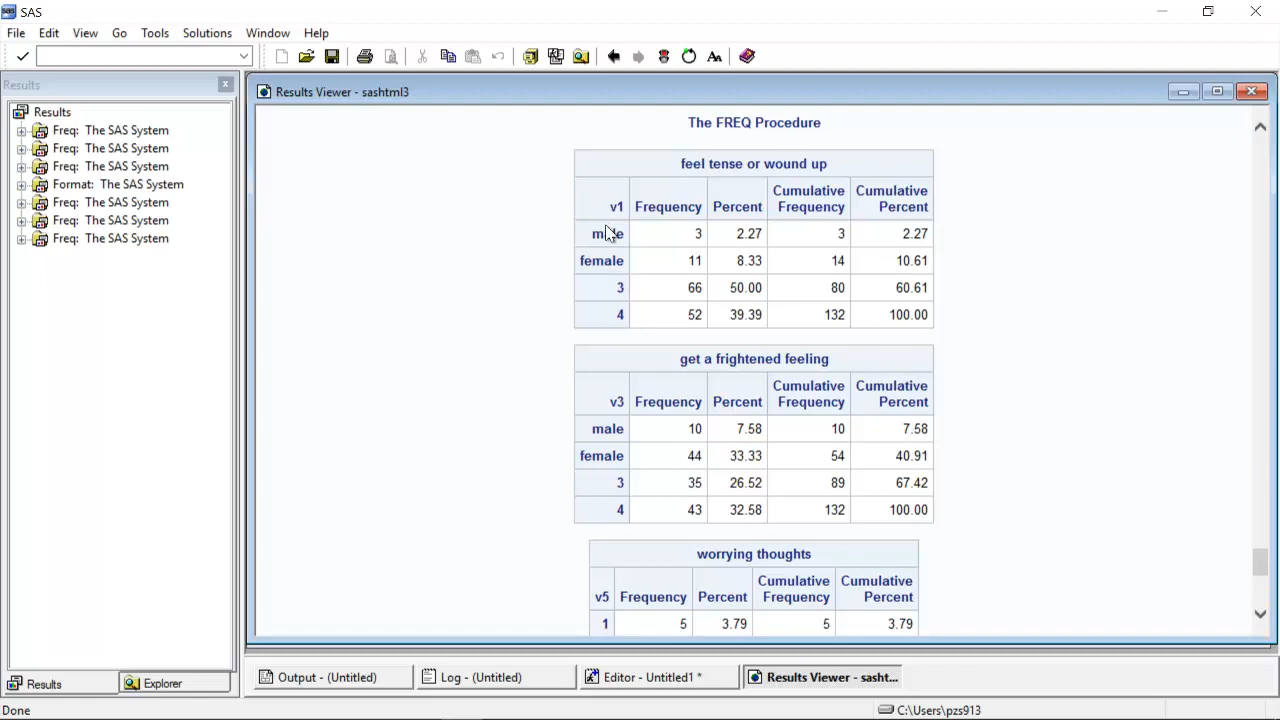 SAS
File Edit View Go Tools Solutions Window Help
Results
Results
Freq: The SAS System
Freq: The SAS System
Freq: The SAS System
Format: The SAS System
Freq: The SAS System
Freq: The SAS System
Freq: The SAS System
Results Viewer - sashtml3
The FREQ Procedure
feel tense or wound up
v1 Frequency Percent Cumulative Frequency Cumulative Percent
male 3 2.27 3 2.27
female 11 8.33 14 10.61
3 66 50.00 80 60.61
4 52 39.39 132 100.00
get a frightened feeling
v3 Frequency Percent Cumulative Frequency Cumulative Percent
male 10 7.58 10 7.58
female 44 33.33 54 40.91
3 35 26.52 89 67.42
4 43 32.58 132 100.00
worrying thoughts
v5 Frequency Percent Cumulative Frequency Cumulative Percent
1 5 3.79 5 3.79
Results Explorer
Output - (Untitled) Log - (Untitled) Editor - Untitled1 * Results Viewer - sasht...
Done C:\Users\pzs913